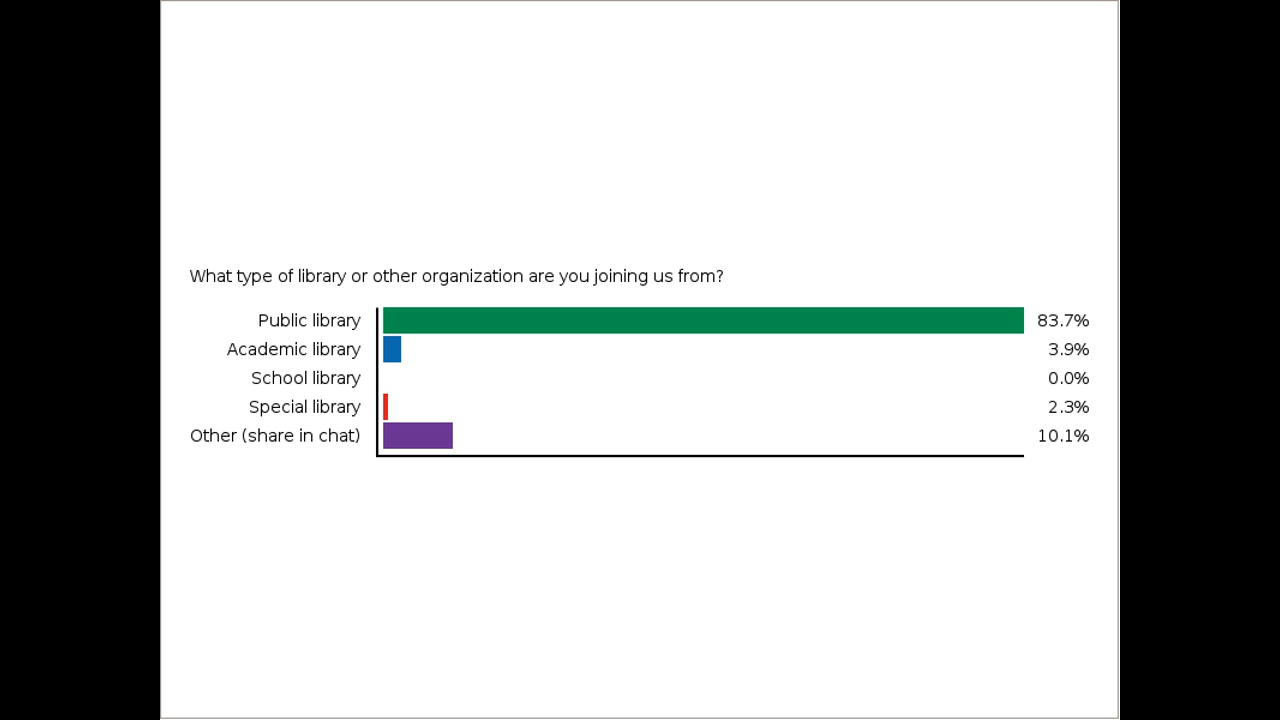 What type of library or other organization are you joining us from?
Public library 83.7%
Academic library 3.9%
School library 0.0%
Special library 2.3%
Other (share in chat) 10.1%